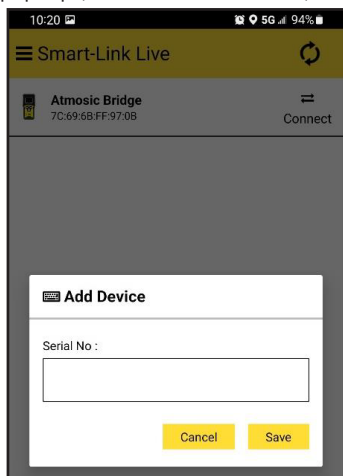 10:20 5G 94%
Smart-Link Live
Atmosic Bridge
7C:69:6B:FF:97:0B
Connect
Add Device
Serial No :
Cancel Save